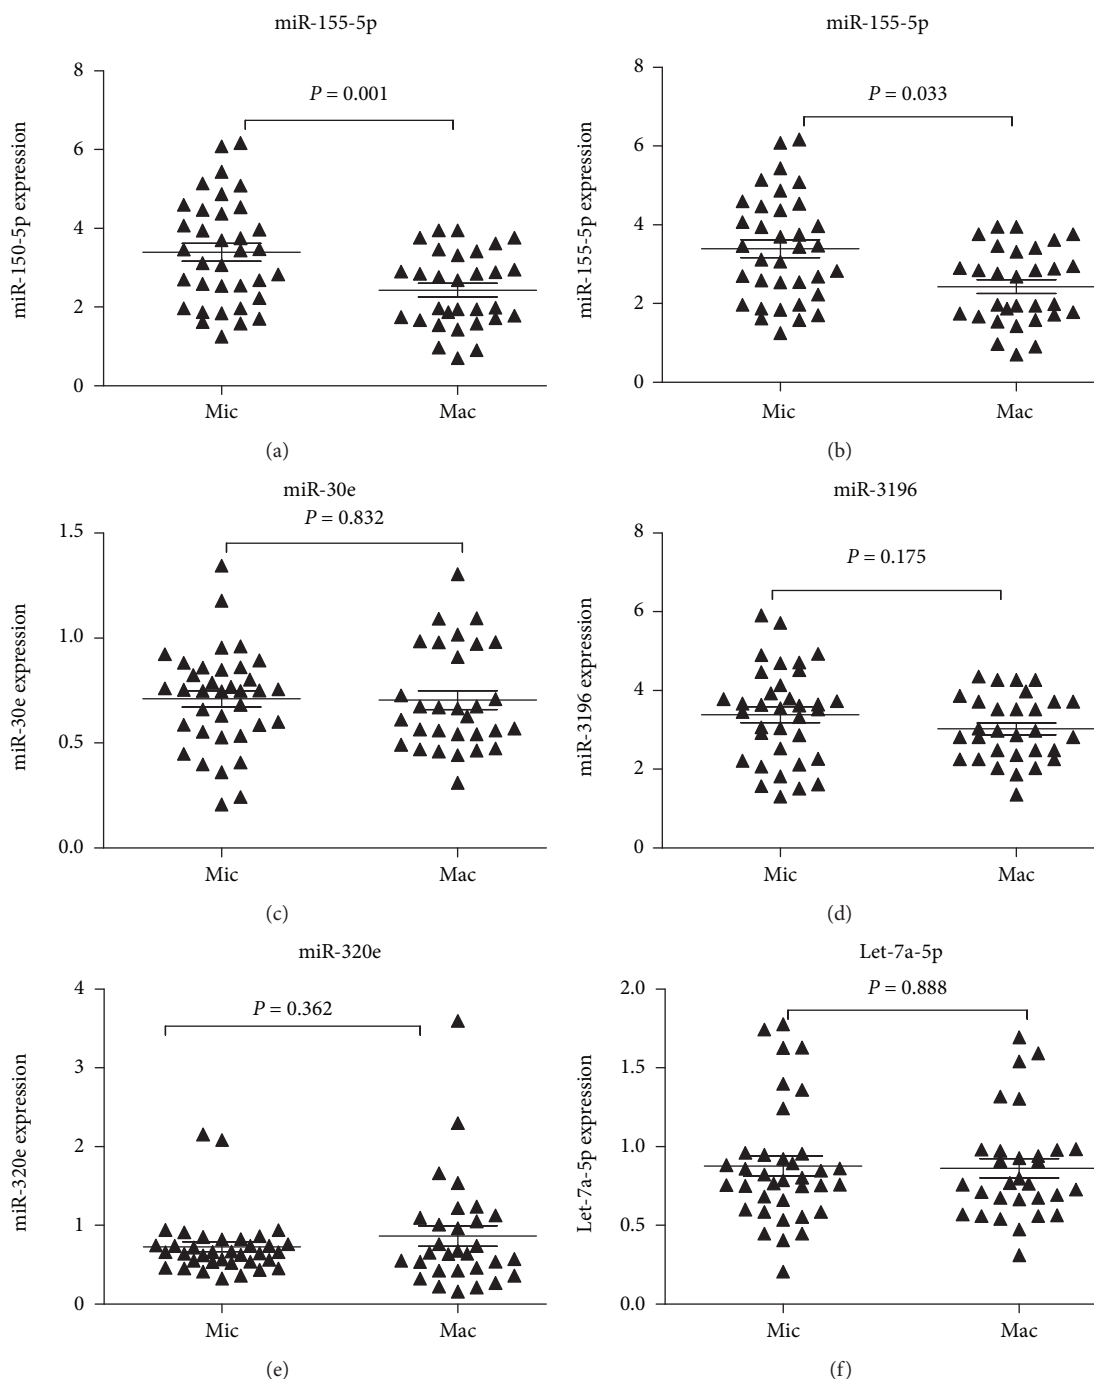 miR-155-5p
P = 0.001
miR-150-5p expression
8
6
4
2
0
Mic
Mac
(a)
miR-155-5p
P = 0.033
miR-155-5p expression
8
6
4
2
0
Mic
Mac
(b)
miR-30e
P = 0.832
miR-30e expression
1.5
1.0
0.5
0.0
Mic
Mac
(c)
miR-3196
P = 0.175
miR-3196 expression
8
6
4
2
0
Mic
Mac
(d)
miR-320e
P = 0.362
miR-320e expression
4
3
2
1
0
Mic
Mac
(e)
Let-7a-5p
P = 0.888
Let-7a-5p expression
2.0
1.5
1.0
0.5
0.0
Mic
Mac
(f)